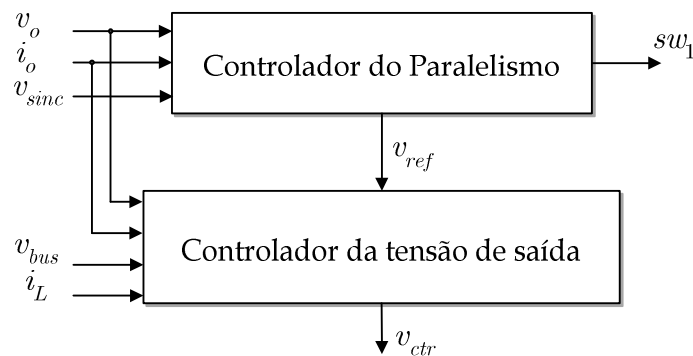 v_o
i_o
v_sinc
Controlador do Paralelismo
sw_1
v_ref
v_bus
i_L
Controlador da tensão de saída
v_ctr